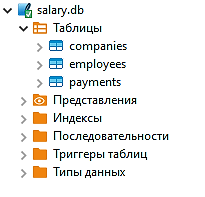 salary.db
Таблицы
companies
employees
payments
Представления
Индексы
Последовательности
Триггеры таблиц
Типы данных